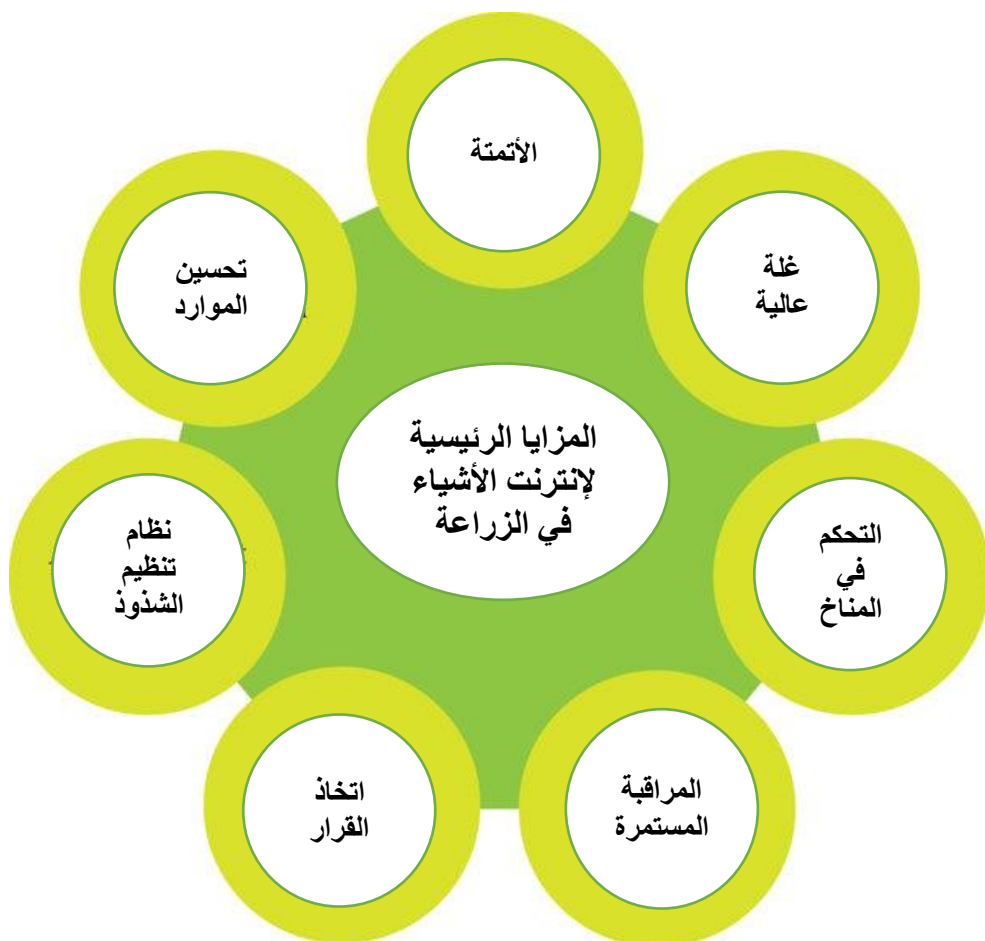 الأتمتة
غلة
عالية
التحكم
في
المناخ
المراقبة
المستمرة
اتخاذ
القرار
نظام
تنظيم
الشذوذ
تحسين
الموارد
المزايا الرئيسية
لإنترنت الأشياء
في الزراعة